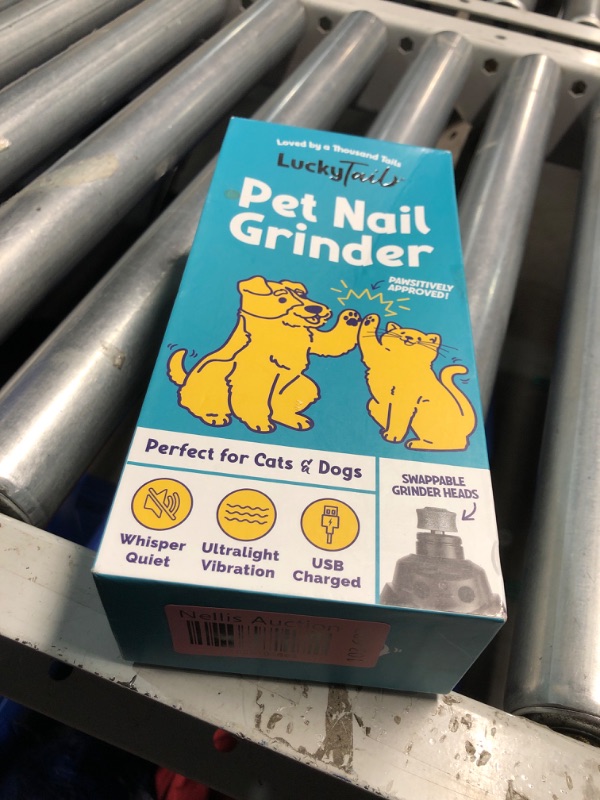 Loved by a Thousand Tails
LuckyTail
Pet Nail
Grinder
PAWSITIVELY
APPROVED!
Perfect for Cats & Dogs
SWAPPABLE
GRINDER HEADS
Whisper
Quiet
Ultralight
Vibration
USB
Charged
Nellis Auction